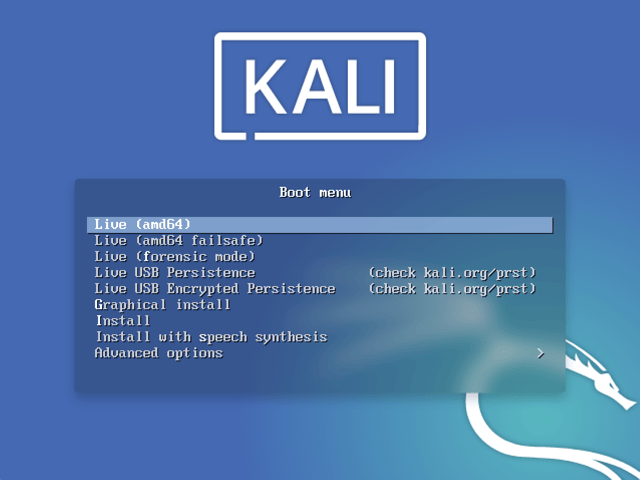 KALI
Boot menu
Live (amd64)
Live (amd64 failsafe)
Live (forensic mode)
Live USB Persistence (check kali.org/prst)
Live USB Encrypted Persistence (check kali.org/prst)
Graphical install
Install
Install with speech synthesis
Advanced options >